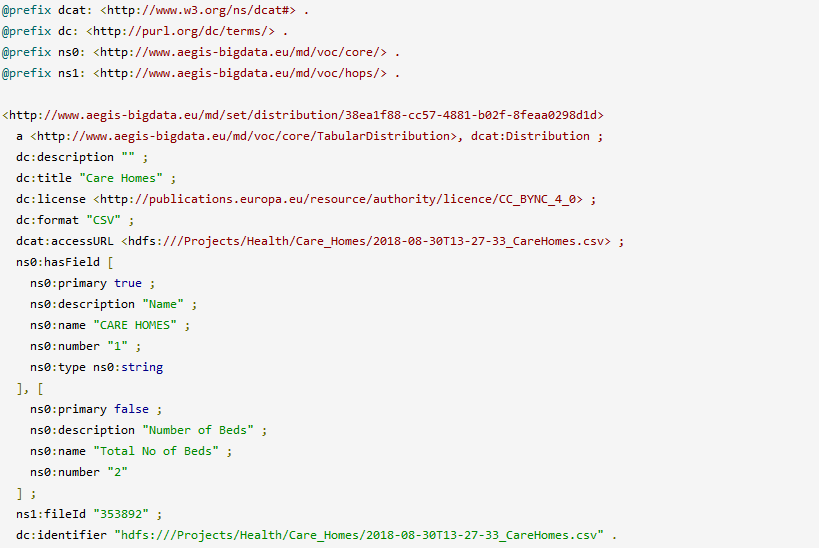 @prefix dcat: <http://www.w3.org/ns/dcat#> .
@prefix dc: <http://purl.org/dc/terms/> .
@prefix ns0: <http://www.aegis-bigdata.eu/md/voc/core/> .
@prefix ns1: <http://www.aegis-bigdata.eu/md/voc/hops/> .

<http://www.aegis-bigdata.eu/md/set/distribution/38ea1f88-cc57-4881-b02f-8feaa0298d1d>
  a <http://www.aegis-bigdata.eu/md/voc/core/TabularDistribution>, dcat:Distribution ;
  dc:description "" ;
  dc:title "Care Homes" ;
  dc:license <http://publications.europa.eu/resource/authority/licence/CC_BYNC_4_0> ;
  dc:format "CSV" ;
  dcat:accessURL <hdfs:///Projects/Health/Care_Homes/2018-08-30T13-27-33_CareHomes.csv> ;
  ns0:hasField [
    ns0:primary true ;
    ns0:description "Name" ;
    ns0:name "CARE HOMES" ;
    ns0:number "1" ;
    ns0:type ns0:string
  ], [
    ns0:primary false ;
    ns0:description "Number of Beds" ;
    ns0:name "Total No of Beds" ;
    ns0:number "2"
  ] ;
  ns1:fileId "353892" ;
  dc:identifier "hdfs:///Projects/Health/Care_Homes/2018-08-30T13-27-33_CareHomes.csv" .